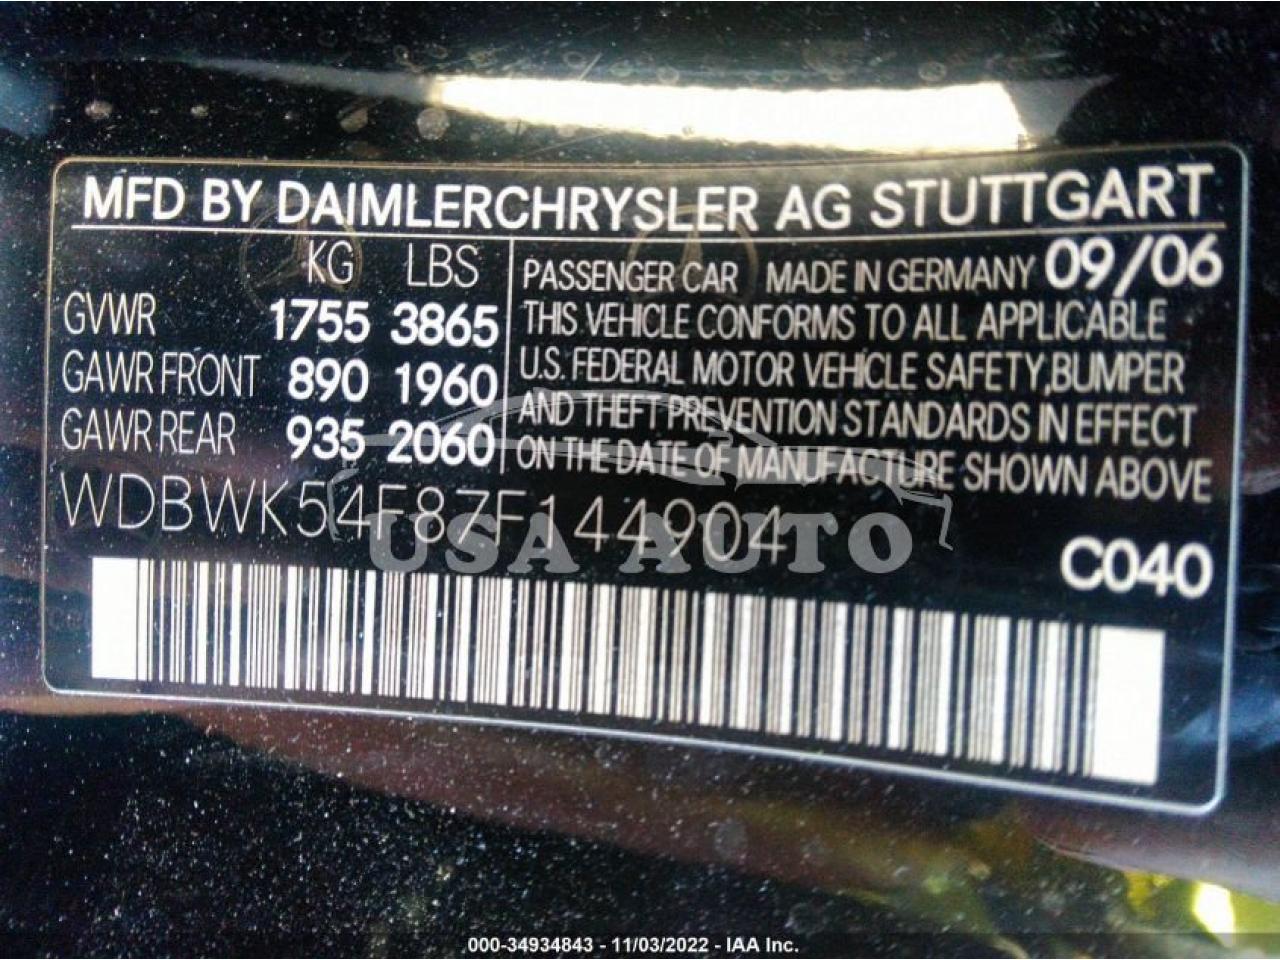 MFD BY DAIMLERCHRYSLER AG STUTTGART
KG LBS
GVWR 1755 3865
GAWR FRONT 890 1960
GAWR REAR 935 2060
PASSENGER CAR MADE IN GERMANY 09/06
THIS VEHICLE CONFORMS TO ALL APPLICABLE
U.S. FEDERAL MOTOR VEHICLE SAFETY,BUMPER
AND THEFT PREVENTION STANDARDS IN EFFECT
ON THE DATE OF MANUFACTURE SHOWN ABOVE
WDBWK54F87F144904
USA AUTO
C040
000-34934843 - 11/03/2022 - IAA Inc.